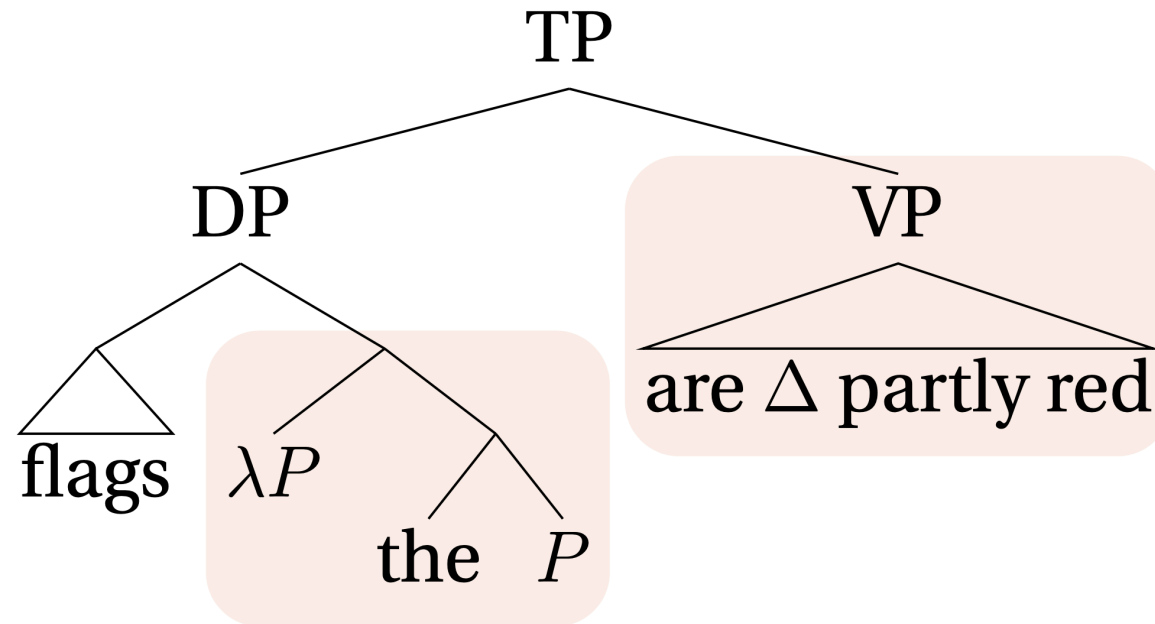 TP
DP VP
flags λP are Δ partly red
the P